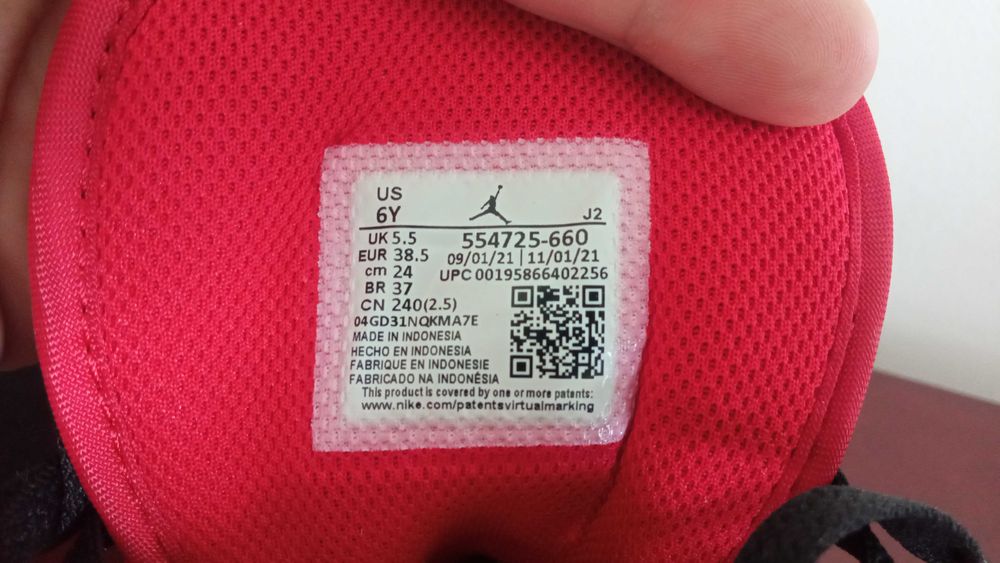 US
6Y J2
UK 5.5 554725-660
EUR 38.5 09/01/21 | 11/01/21
cm 24 UPC 00195866402256
BR 37
CN 240(2.5)
04GD31NQKMA7E
MADE IN INDONESIA
HECHO EN INDONESIA
FABRIQUE EN INDONESIE
FABRICADO NA INDONÉSIA
This product is covered by one or more patents:
www.nike.com/patentsvirtualmarking